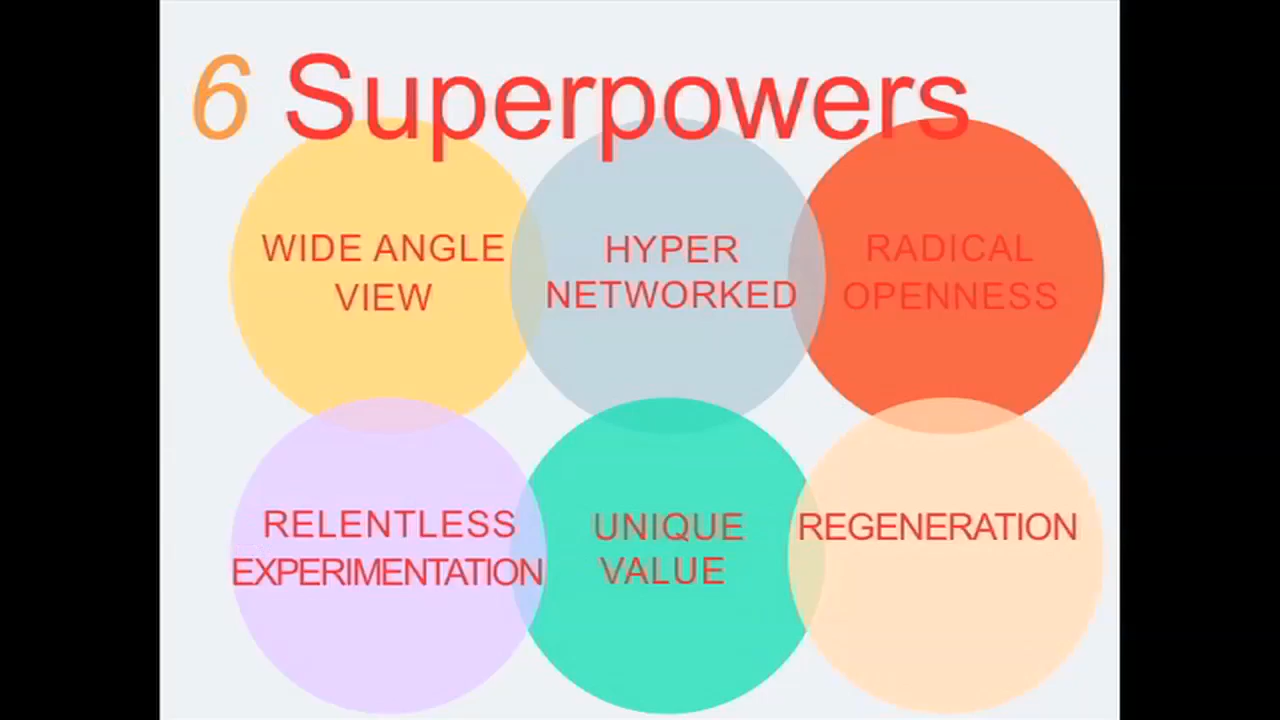 6 Superpowers
WIDE ANGLE
VIEW
HYPER
NETWORKED
RADICAL
OPENNESS
RELENTLESS
EXPERIMENTATION
UNIQUE
VALUE
REGENERATION